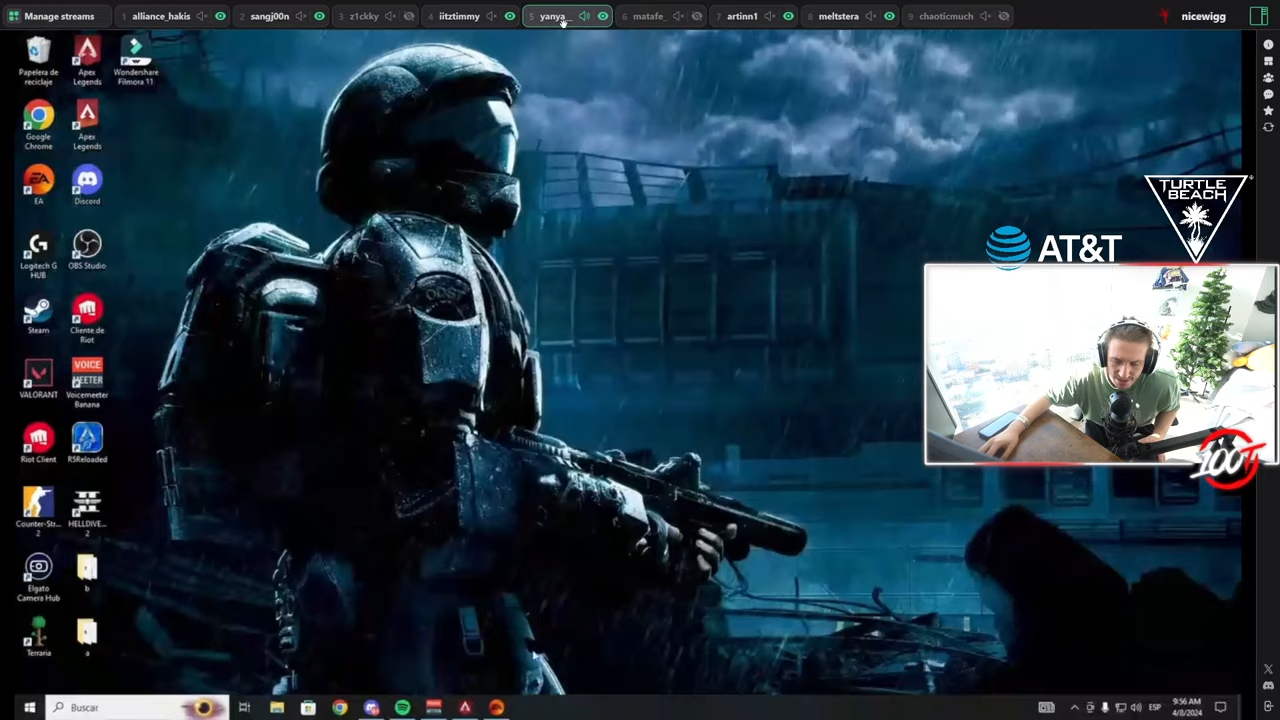 Manage streams
1 alliance_hakis
2 sangj00n
3 z1ckky
4 iitztimmy
5 yanya_
6 matafe_
7 artinn1
8 meltstera
9 chaoticmuch
nicewigg
Papelera de
reciclaje
Apex
Legends
Wondershare
Filmora 11
Google
Chrome
Apex
Legends
EA
EA
Discord
Logitech G
HUB
OBS Studio
Steam
Cliente de
Riot
VALORANT
VOICE
MEETER
Voicemeeter
Banana
Riot Client
R5Reloaded
Counter-Str...
2
HELLDIVE...
2
Elgato
Camera Hub
b
Terraria
a
TURTLE
BEACH
AT&T
100T
Buscar
ESP
9:56 AM
4/8/2024